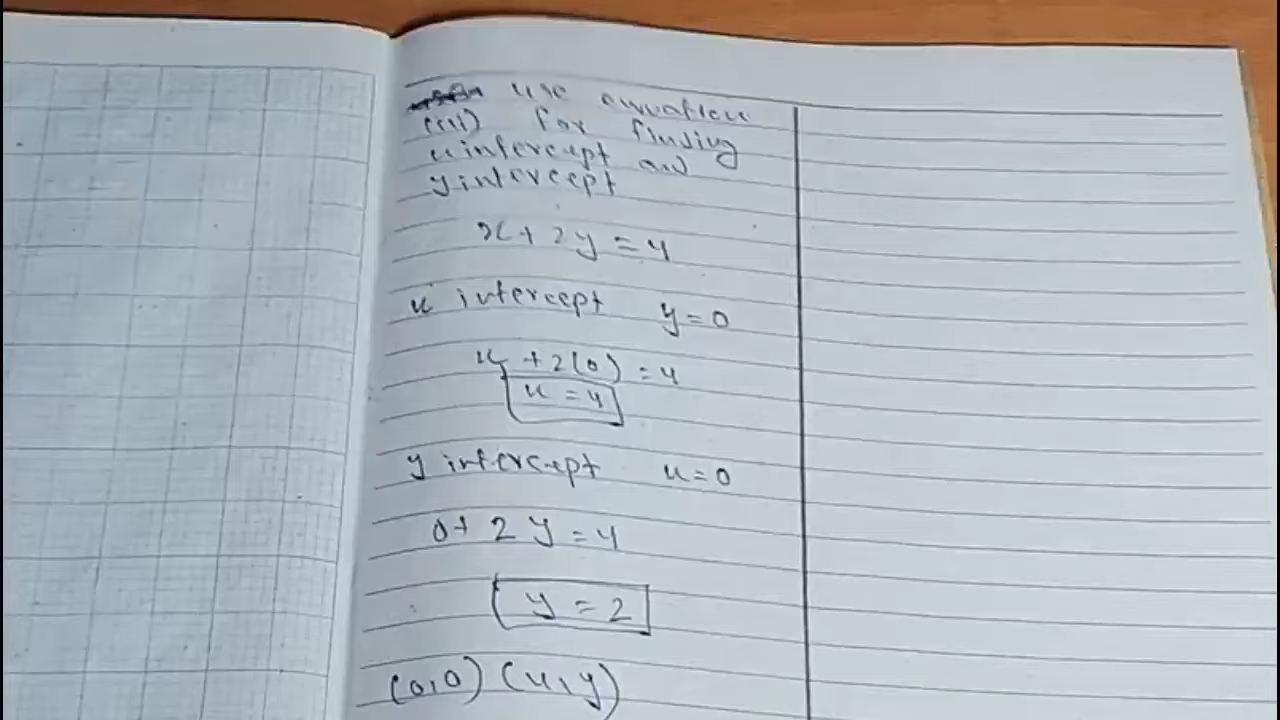 use equation
(iii) for finding
x intercept and
y intercept
x + 2y = 4
x intercept y = 0
x + 2(0) = 4
x = 4
y intercept x = 0
0 + 2y = 4
y = 2
(0,0) (x,y)